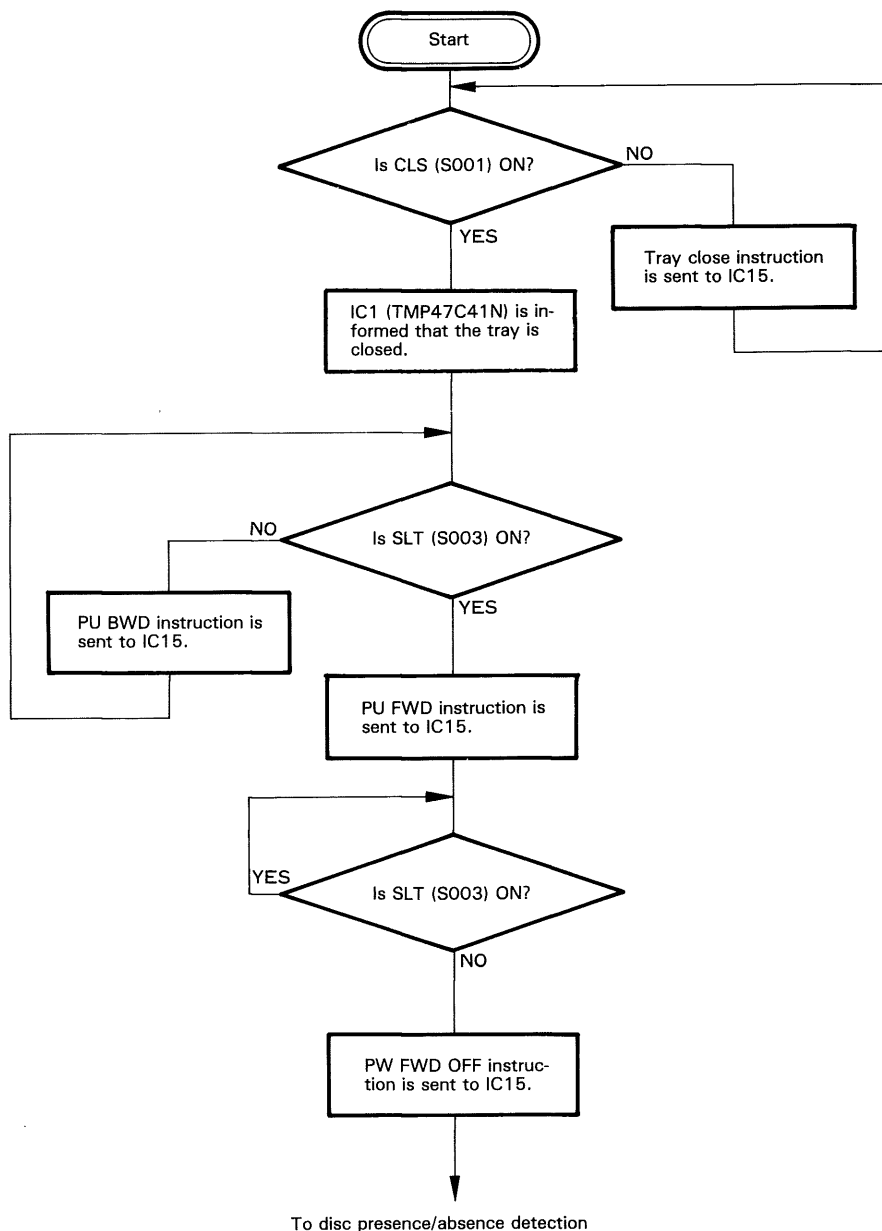 Start
Is CLS (S001) ON?
NO
YES
Tray close instruction
is sent to IC15.
IC1 (TMP47C41N) is in-
formed that the tray is
closed.
Is SLT (S003) ON?
NO
YES
PU BWD instruction is
sent to IC15.
PU FWD instruction is
sent to IC15.
Is SLT (S003) ON?
YES
NO
PW FWD OFF instruc-
tion is sent to IC15.
To disc presence/absence detection